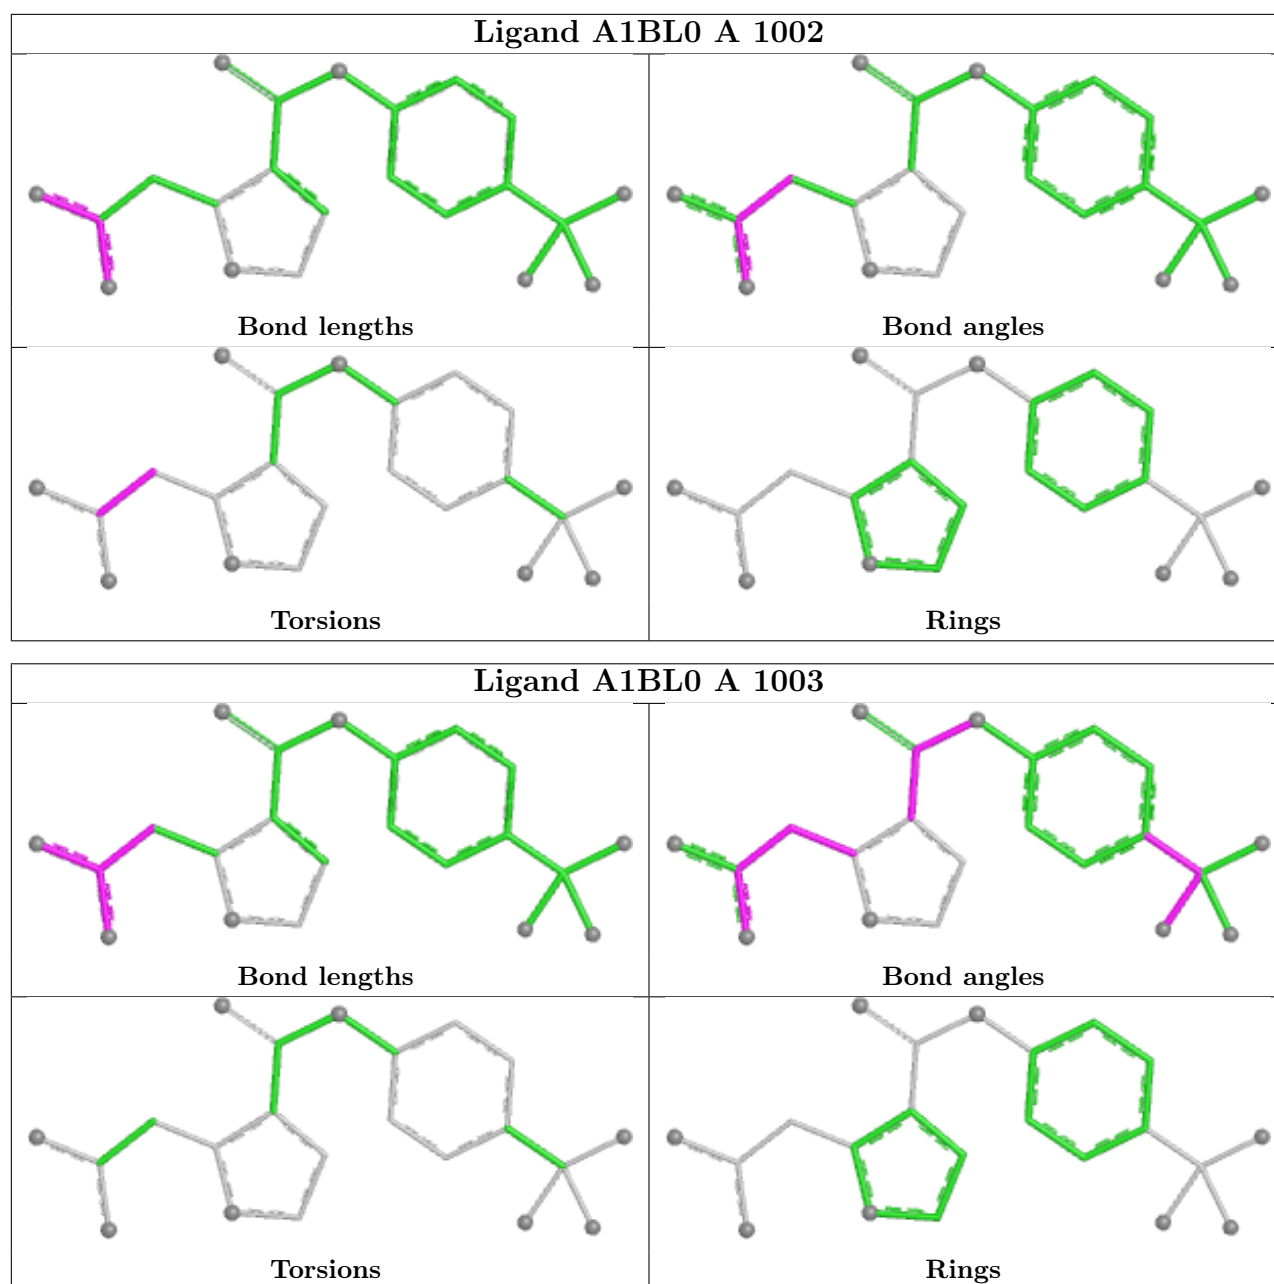 Ligand A1BL0 A 1002
Bond lengths
Bond angles
Torsions
Rings
Ligand A1BL0 A 1003
Bond lengths
Bond angles
Torsions
Rings